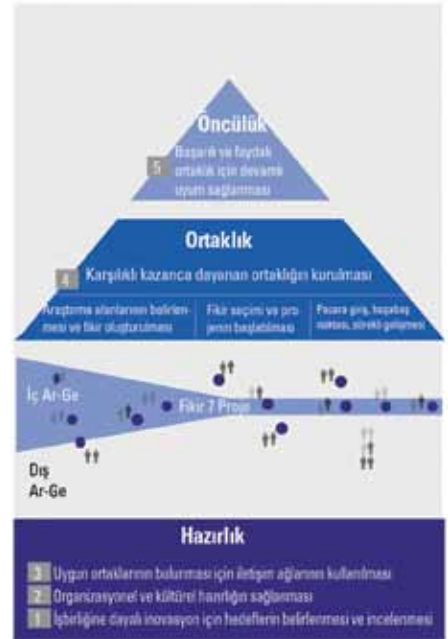 Öncülük
5 Başarılı ve faydalı
ortaklık için devamlı
uyum sağlanması
Ortaklık
4 Karşılıklı kazanca dayanan ortaklığın kurulması
Araştırma alanlarının belirlen-
mesi ve fikir oluşturulması
Fikir seçimi ve pro
jenin başlatılması
Pazara giriş, başabaş
noktası, sürekli gelişmesi
İç Ar-Ge
Fikir 7 Proje
Dış
Ar-Ge
Hazırlık
3 Uygun ortaklarının bulunması için iletişim ağlarının kullanılması
2 Organizasyonel ve kültürel hazırlığın sağlanması
1 İşbirliğine dayalı inovasyon için hedeflerin belirlenmesi ve incelenmesi